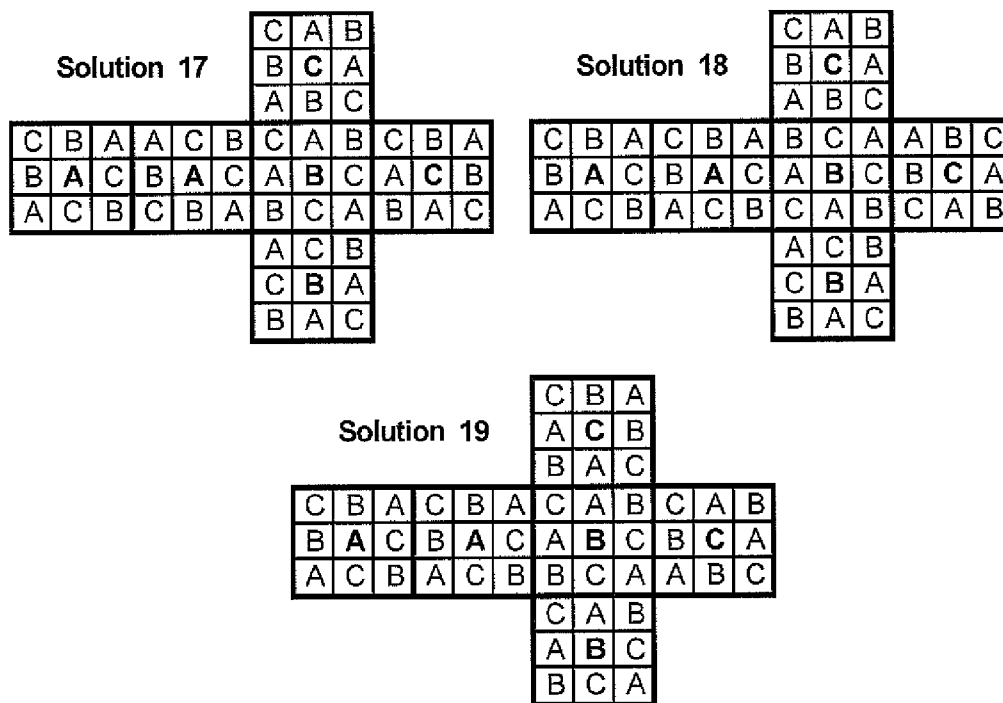 Solution 17
C A B
B C A
A B C
C B A A C B C A B C B A
B A C B A C A B C A C B
A C B C B A B C A B A C
A C B
C B A
B A C
Solution 18
C A B
B C A
A B C
C B A C B A B C A A B C
B A C B A C A B C B C A
A C B A C B C A B C A B
A C B
C B A
B A C
Solution 19
C B A
A C B
B A C
C B A C B A C A B C A B
B A C B A C A B C B C A
A C B A C B B C A A B C
C A B
A B C
B C A